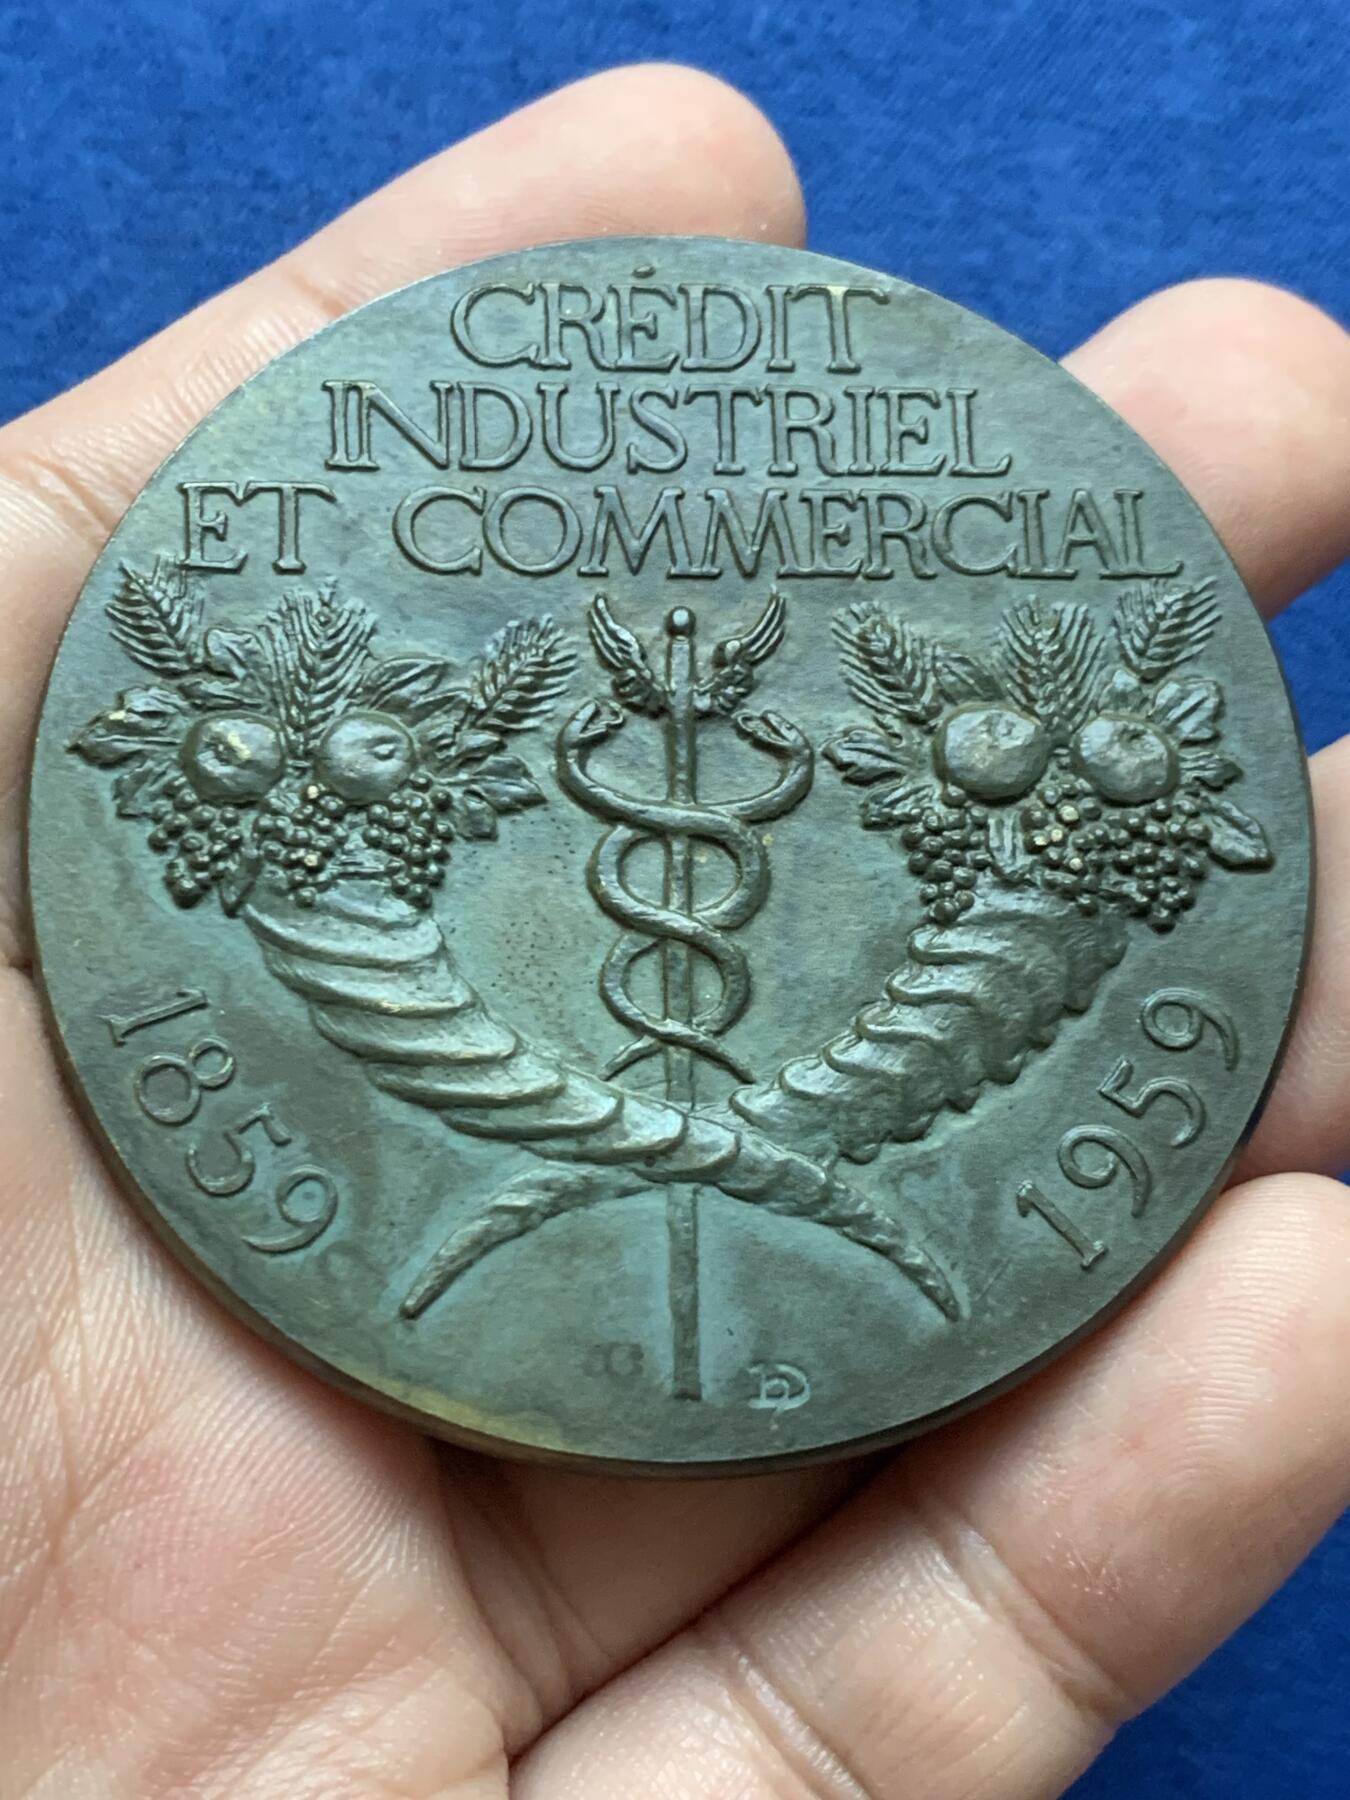 CRÉDIT
INDUSTRIEL
ET COMMERCIAL
1859
1959